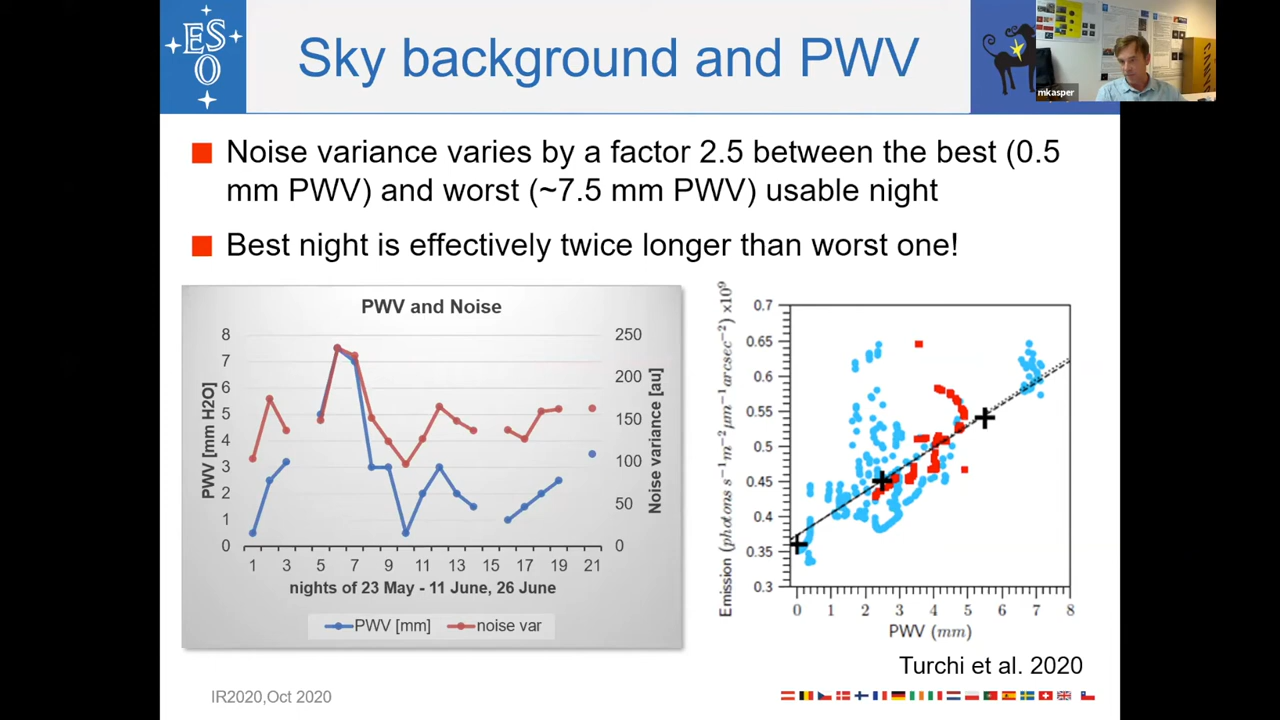 ES
O
Sky background and PWV
mkasper
Noise variance varies by a factor 2.5 between the best (0.5
mm PWV) and worst (~7.5 mm PWV) usable night
Best night is effectively twice longer than worst one!
PWV and Noise
8
7
6
5
4
3
2
1
0
PWV [mm H2O]
250
200
150
100
50
0
Noise variance [au]
1 3 5 7 9 11 13 15 17 19 21
nights of 23 May - 11 June, 26 June
PWV [mm] noise var
Emission (photons s⁻¹m⁻²μm⁻¹arcsec⁻²) x10⁹
0.7
0.65
0.6
0.55
0.5
0.45
0.4
0.35
0.3
0 1 2 3 4 5 6 7 8
PWV (mm)
Turchi et al. 2020
IR2020,Oct 2020